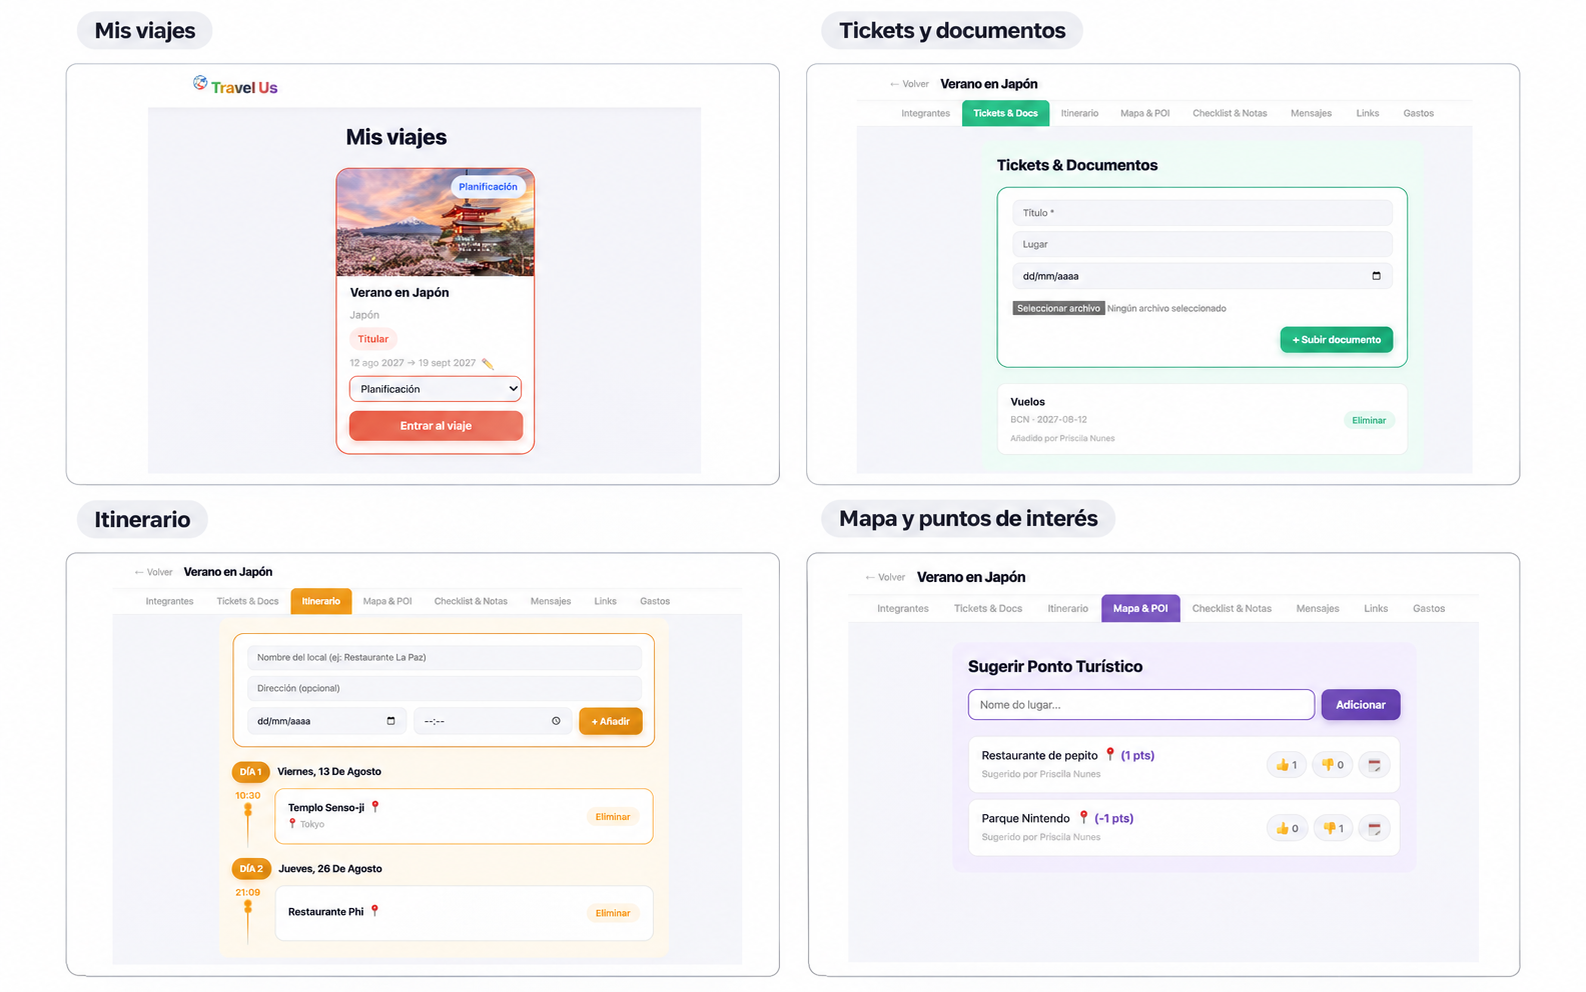 Mis viajes
Travel Us
Mis viajes
Planificación
Verano en Japón
Japón
Titular
12 ago 2027 → 19 sept 2027
Planificación
Entrar al viaje
Tickets y documentos
← Volver Verano en Japón
Integrantes Tickets & Docs Itinerario Mapa & POI Checklist & Notas Mensajes Links Gastos
Tickets & Documentos
Título *
Lugar
dd/mm/aaaa
Seleccionar archivo Ningún archivo seleccionado
+ Subir documento
Vuelos
BCN · 2027-08-12
Eliminar
Añadido por Priscila Nunes
Itinerario
← Volver Verano en Japón
Integrantes Tickets & Docs Itinerario Mapa & POI Checklist & Notas Mensajes Links Gastos
Nombre del local (ej: Restaurante La Paz)
Dirección (opcional)
dd/mm/aaaa --:-- + Añadir
DÍA 1 Viernes, 13 De Agosto
10:30
Templo Senso-ji
Tokyo
Eliminar
DÍA 2 Jueves, 26 De Agosto
21:09
Restaurante Phi
Eliminar
Mapa y puntos de interés
← Volver Verano en Japón
Integrantes Tickets & Docs Itinerario Mapa & POI Checklist & Notas Mensajes Links Gastos
Sugerir Ponto Turístico
Nome do lugar... Adicionar
Restaurante de pepito (1 pts)
Sugerido por Priscila Nunes
1 0
Parque Nintendo (-1 pts)
Sugerido por Priscila Nunes
0 1